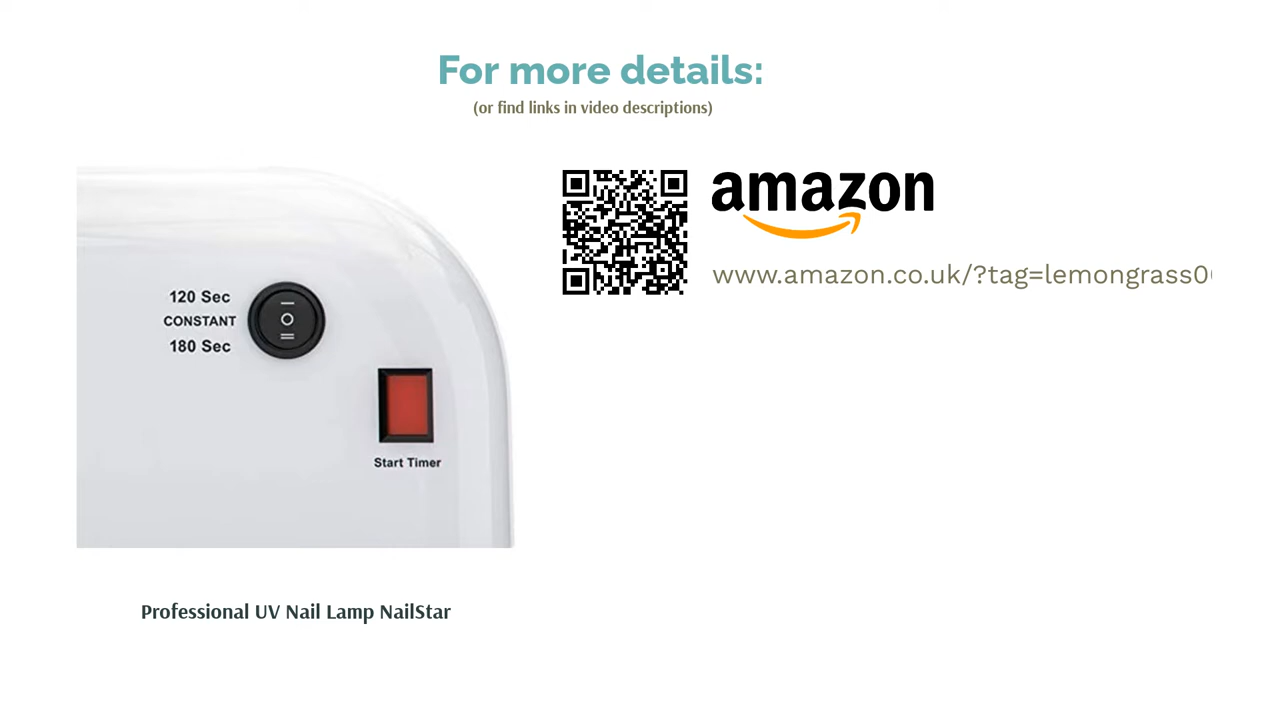 For more details:
(or find links in video descriptions)
amazon
www.amazon.co.uk/?tag=lemongrass0
120 Sec
CONSTANT
180 Sec
Start Timer
Professional UV Nail Lamp NailStar